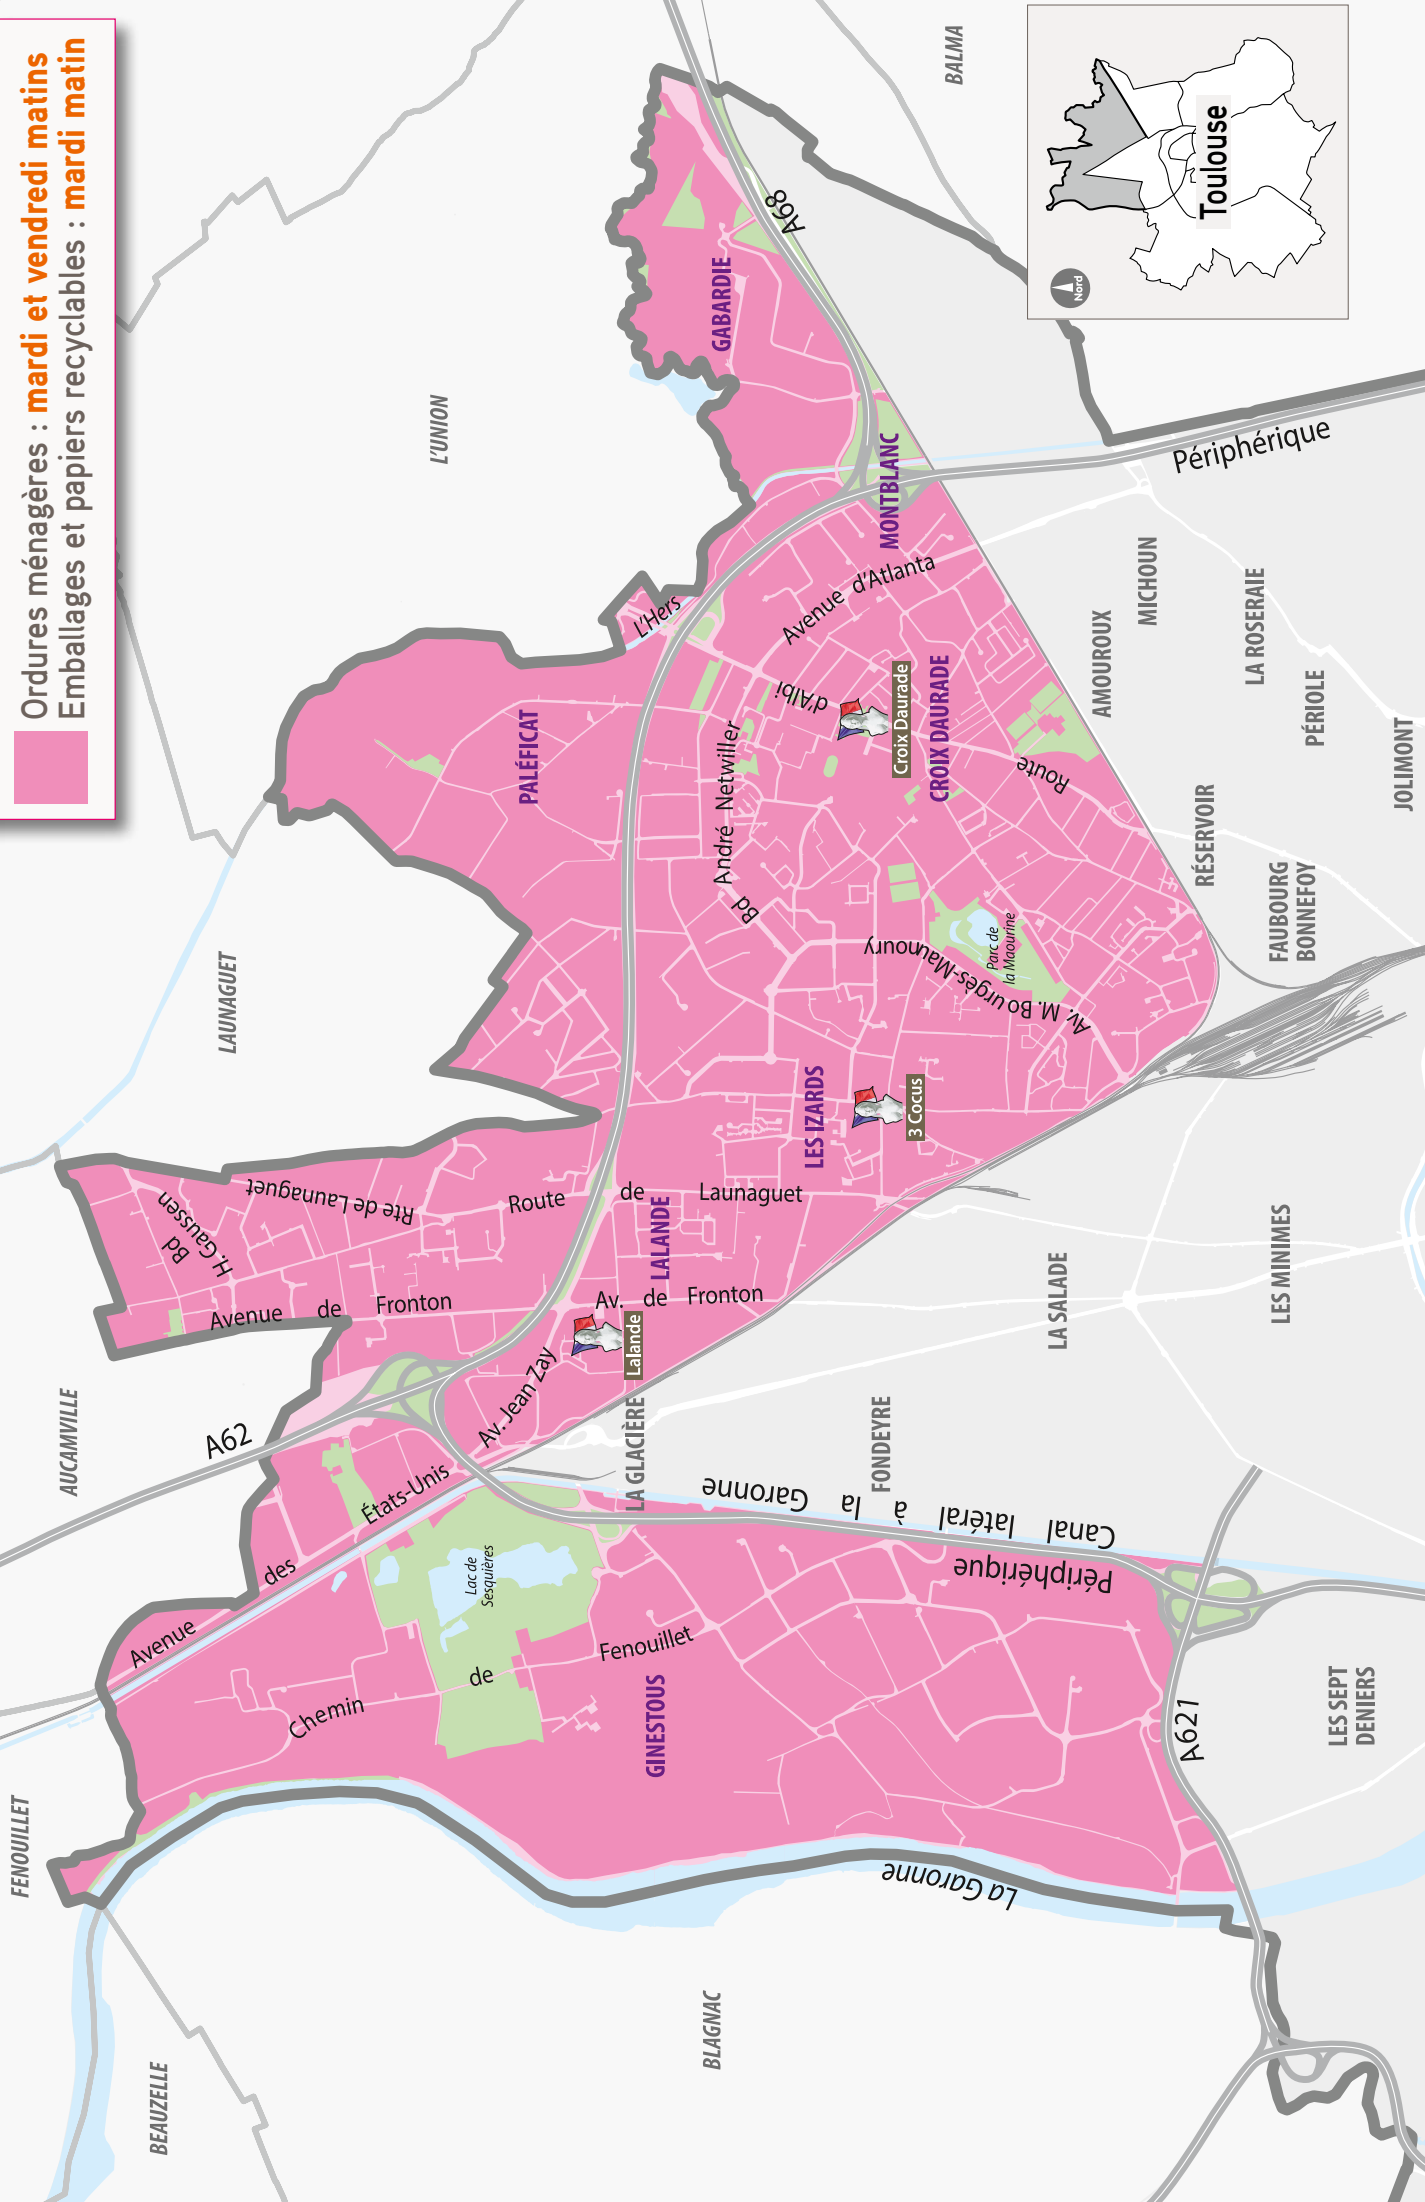 Ordures ménagères : mardi et vendredi matins
Emballages et papiers recyclables : mardi matin
BEAUZELLE
FENOUILLET
AUCAMVILLE
LAUNAGUET
L'UNION
BALMA
BLAGNAC
A62
Avenue des États-Unis
Chemin de Fenouillet
Lac de
Sesquières
GINESTOUS
La Garonne
Périphérique
Canal latéral à la Garonne
A621
Bd H. Gaussen
Rte de Launaguet
Avenue de Fronton
Route de Launaguet
Av. de Fronton
Av. Jean Zay
LALANDE
Lalande
LES IZARDS
3 Cocus
PALÉFICAT
Bd André Netwiller
Av. M. Bourgès-Maunoury
Parc de
la Maourine
Route d'Albi
Croix Daurade
CROIX DAURADE
Avenue d'Atlanta
L'Hers
MONTBLANC
GABARDIE
A68
Périphérique
LA GLACIÈRE
FONDEYRE
LA SALADE
LES MINIMES
LES SEPT
DENIERS
RÉSERVOIR
FAUBOURG
BONNEFOY
JOLIMONT
PÉRIOLE
LA ROSERAIE
AMOUROUX
MICHOUN
Nord
Toulouse